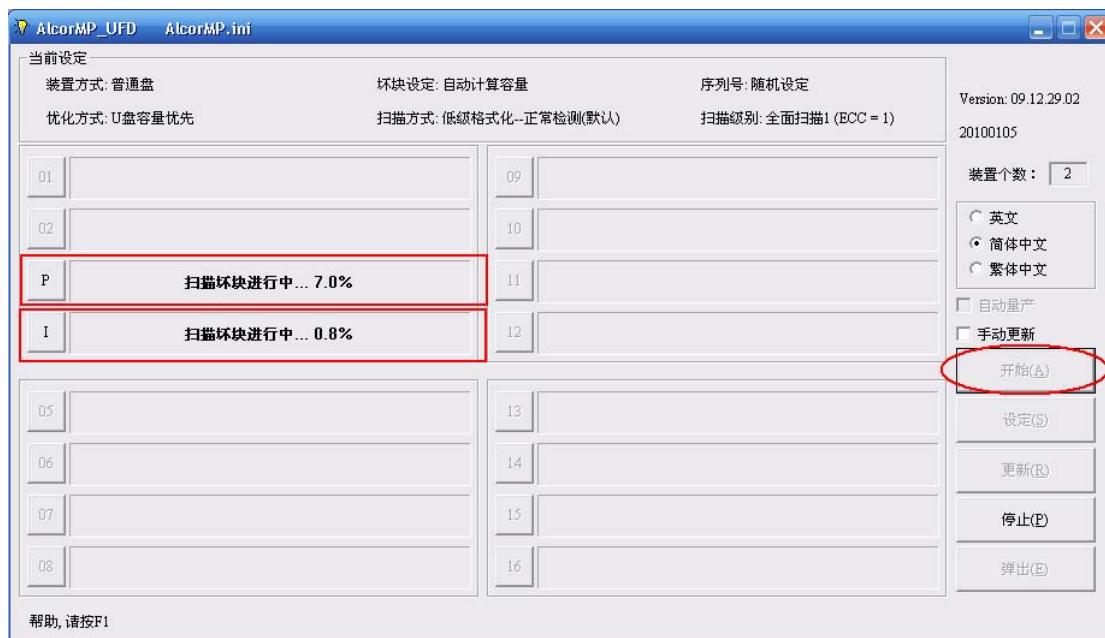 AlcorMP_UFD AlcorMP.ini
当前设定
装置方式: 普通盘 坏块设定: 自动计算容量 序列号: 随机设定
优化方式: U盘容量优先 扫描方式: 低级格式化--正常检测(默认) 扫描级别: 全面扫描1 (ECC = 1)
Version: 09.12.29.02
20100105
装置个数： 2
01 09
02 10
P 扫描坏块进行中... 7.0% 11
I 扫描坏块进行中... 0.8% 12
05 13
06 14
07 15
08 16
英文
简体中文
繁体中文
自动量产
手动更新
开始(A)
设定(S)
更新(R)
停止(P)
弹出(E)
帮助, 请按F1